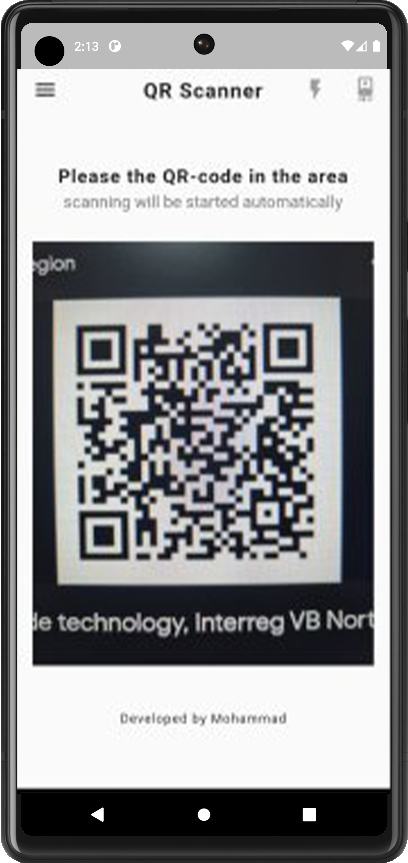 2:13
QR Scanner
Please the QR-code in the area
scanning will be started automatically
egion
de technology, Interreg VB Nort
Developed by Mohammad